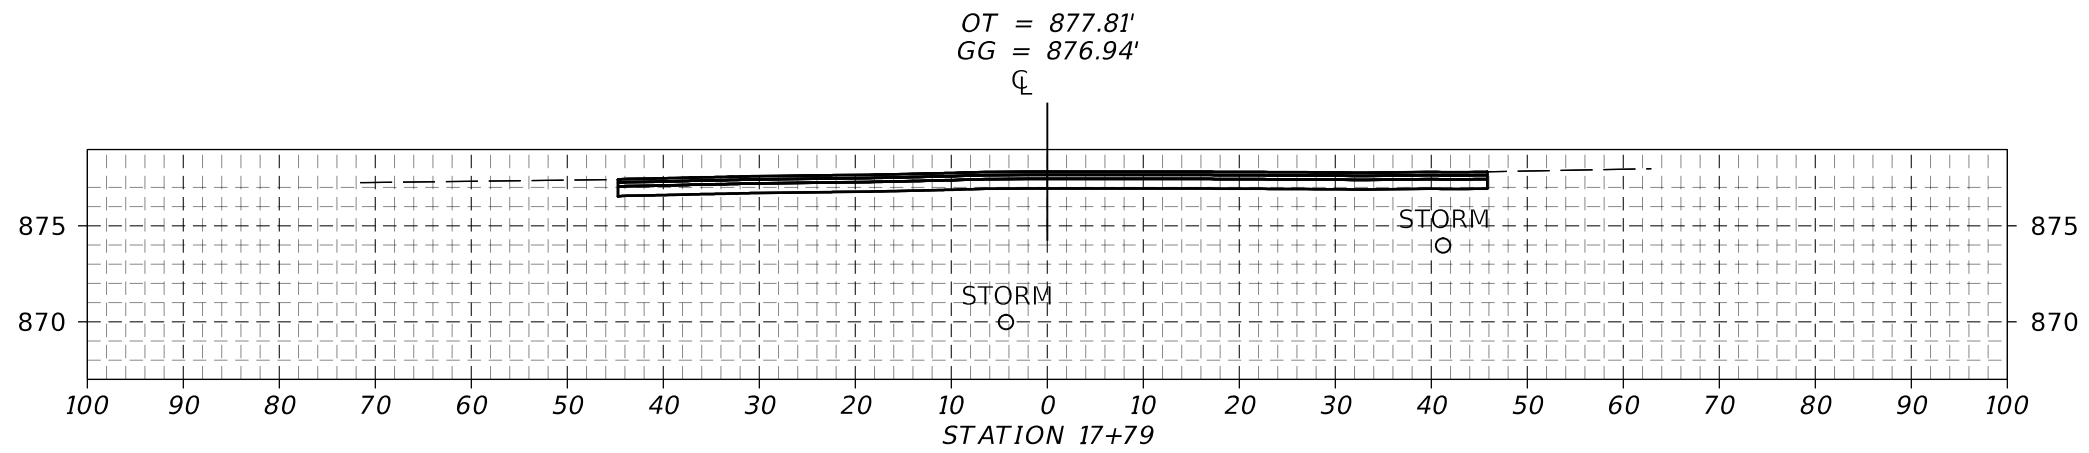 OT = 877.81'
GG = 876.94'
℄
STORM
875 875
STORM
870 870
100 90 80 70 60 50 40 30 20 10 0 10 20 30 40 50 60 70 80 90 100
STATION 17+79